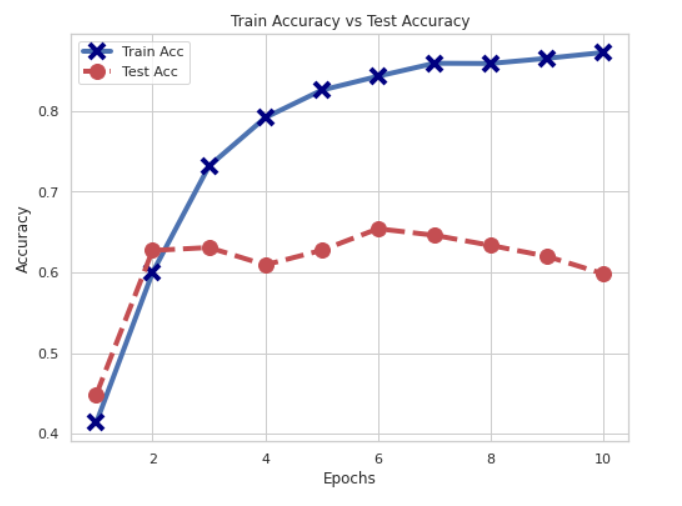 Train Accuracy vs Test Accuracy
Train Acc
Test Acc
Accuracy
0.8
0.7
0.6
0.5
0.4
2 4 6 8 10
Epochs